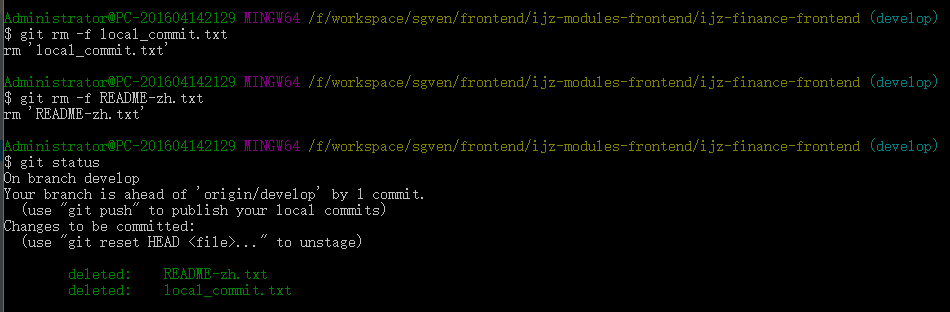 Administrator@PC-201604142129 MINGW64 /f/workspace/sgven/frontend/ijz-modules-frontend/ijz-finance-frontend (develop)
$ git rm -f local_commit.txt
rm 'local_commit.txt'
Administrator@PC-201604142129 MINGW64 /f/workspace/sgven/frontend/ijz-modules-frontend/ijz-finance-frontend (develop)
$ git rm -f README-zh.txt
rm 'README-zh.txt'
Administrator@PC-201604142129 MINGW64 /f/workspace/sgven/frontend/ijz-modules-frontend/ijz-finance-frontend (develop)
$ git status
On branch develop
Your branch is ahead of 'origin/develop' by 1 commit.
  (use "git push" to publish your local commits)
Changes to be committed:
  (use "git reset HEAD <file>..." to unstage)
        deleted:    README-zh.txt
        deleted:    local_commit.txt